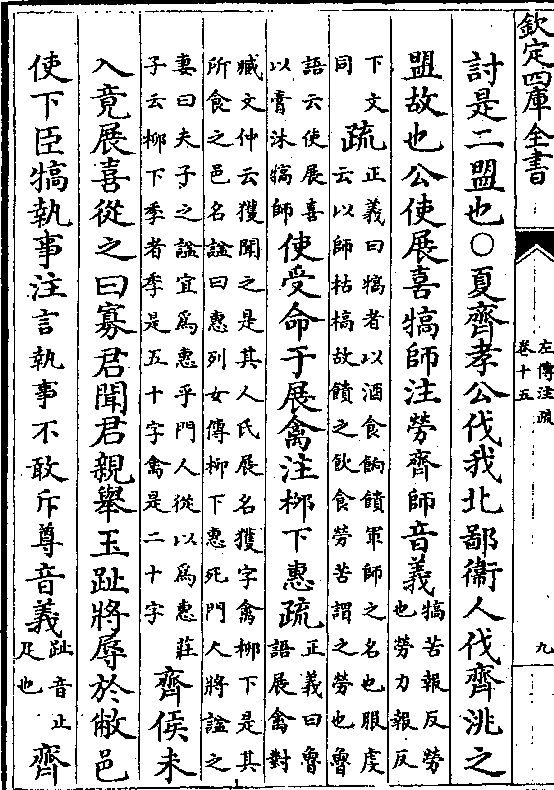 欽定四庫全書
左傳注疏
卷十五
九
討是二盟也○夏齊孝公伐我北鄙衞人伐齊洮之
盟故也公使展喜犒師注勞齊師音義犒苦報反勞
也勞力報反
下文
同
疏正義曰犒者以酒食餉饋軍師之名也服虔
云以師枯槁故饋之飲食勞苦謂之勞也魯
語云使展喜
以膏沐犒師
使受命于展禽注栁下惠疏正義曰魯
語展禽對
臧文仲云獲聞之是其人氏展名獲字禽栁下是其
所食之邑名諡曰惠列女傳栁下惠死門人將諡之
妻曰夫子之諡宜爲惠乎門人從以爲惠莊
子云栁下季者季是五十字禽是二十字
齊侯未
入竟展喜從之曰寡君聞君親舉玉趾將辱於敝邑
使下臣犒執事注言執事不敢斥尊音義趾音止
足也
齊